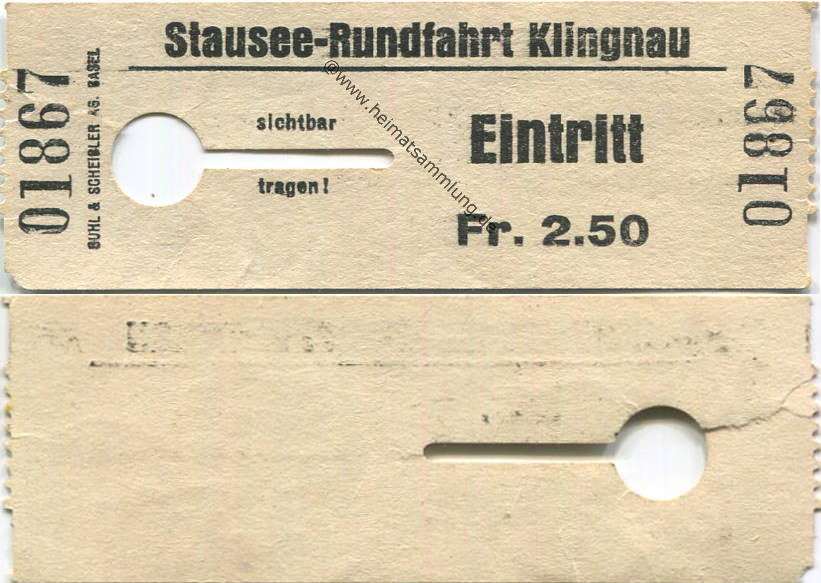 Stausee-Rundfahrt Klingnau
01867
BUHL & SCHEIBLER AG. BASEL
sichtbar
tragen!
Eintritt
Fr. 2.50
01867
@www.heimatsammlung.de